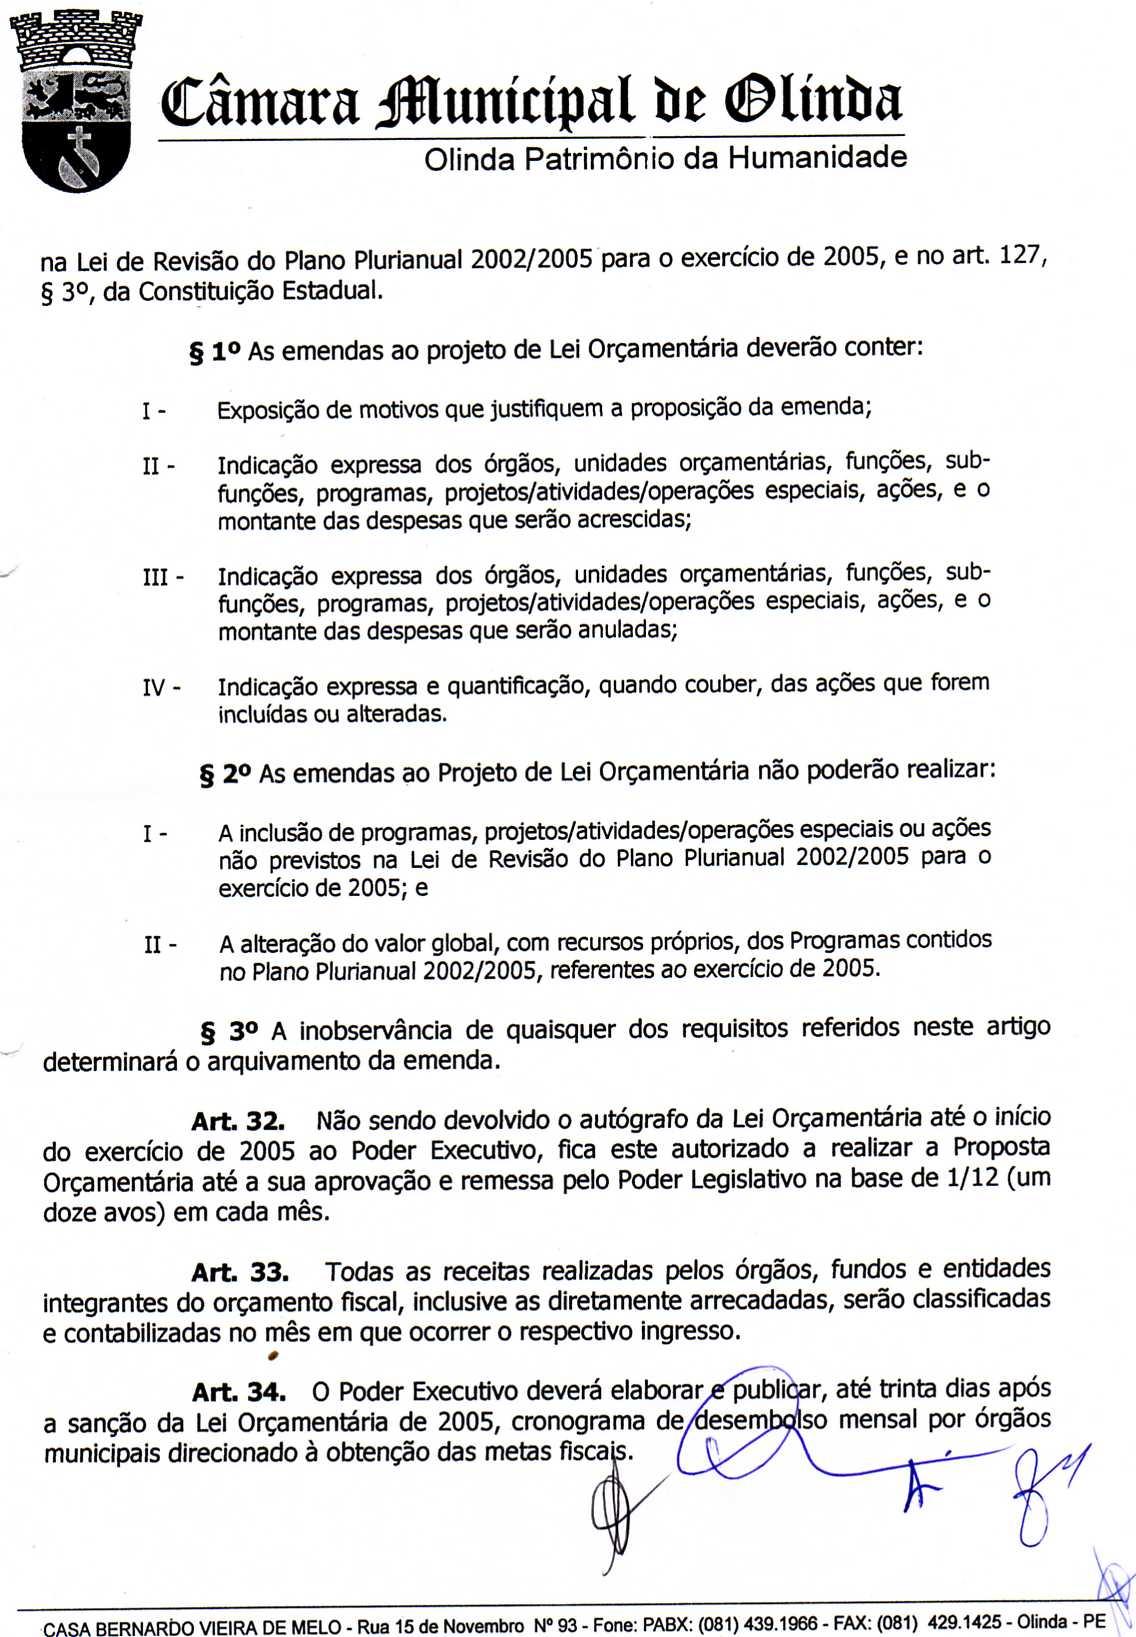 Câmara Municipal de Olinda
Olinda Patrimônio da Humanidade
na Lei de Revisão do Plano Plurianual 2002/2005 para o exercício de 2005, e no art. 127,
§ 3º, da Constituição Estadual.
§ 1º As emendas ao projeto de Lei Orçamentária deverão conter:
I - Exposição de motivos que justifiquem a proposição da emenda;
II - Indicação expressa dos órgãos, unidades orçamentárias, funções, sub-
funções, programas, projetos/atividades/operações especiais, ações, e o
montante das despesas que serão acrescidas;
III - Indicação expressa dos órgãos, unidades orçamentárias, funções, sub-
funções, programas, projetos/atividades/operações especiais, ações, e o
montante das despesas que serão anuladas;
IV - Indicação expressa e quantificação, quando couber, das ações que forem
incluídas ou alteradas.
§ 2º As emendas ao Projeto de Lei Orçamentária não poderão realizar:
I - A inclusão de programas, projetos/atividades/operações especiais ou ações
não previstos na Lei de Revisão do Plano Plurianual 2002/2005 para o
exercício de 2005; e
II - A alteração do valor global, com recursos próprios, dos Programas contidos
no Plano Plurianual 2002/2005, referentes ao exercício de 2005.
§ 3º A inobservância de quaisquer dos requisitos referidos neste artigo
determinará o arquivamento da emenda.
Art. 32. Não sendo devolvido o autógrafo da Lei Orçamentária até o início
do exercício de 2005 ao Poder Executivo, fica este autorizado a realizar a Proposta
Orçamentária até a sua aprovação e remessa pelo Poder Legislativo na base de 1/12 (um
doze avos) em cada mês.
Art. 33. Todas as receitas realizadas pelos órgãos, fundos e entidades
integrantes do orçamento fiscal, inclusive as diretamente arrecadadas, serão classificadas
e contabilizadas no mês em que ocorrer o respectivo ingresso.
Art. 34. O Poder Executivo deverá elaborar e publicar, até trinta dias após
a sanção da Lei Orçamentária de 2005, cronograma de desembolso mensal por órgãos
municipais direcionado à obtenção das metas fiscais.
CASA BERNARDO VIEIRA DE MELO - Rua 15 de Novembro Nº 93 - Fone: PABX: (081) 439.1966 - FAX: (081) 429.1425 - Olinda - PE